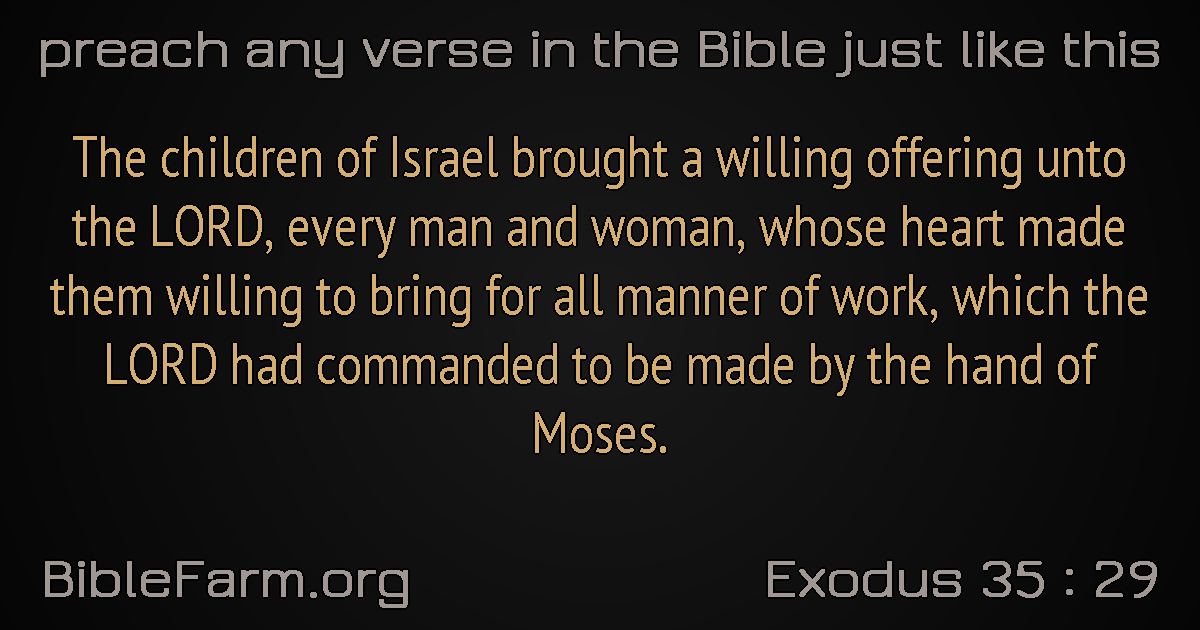 preach any verse in the Bible just like this
The children of Israel brought a willing offering unto
the LORD, every man and woman, whose heart made
them willing to bring for all manner of work, which the
LORD had commanded to be made by the hand of
Moses.
BibleFarm.org
Exodus 35 : 29